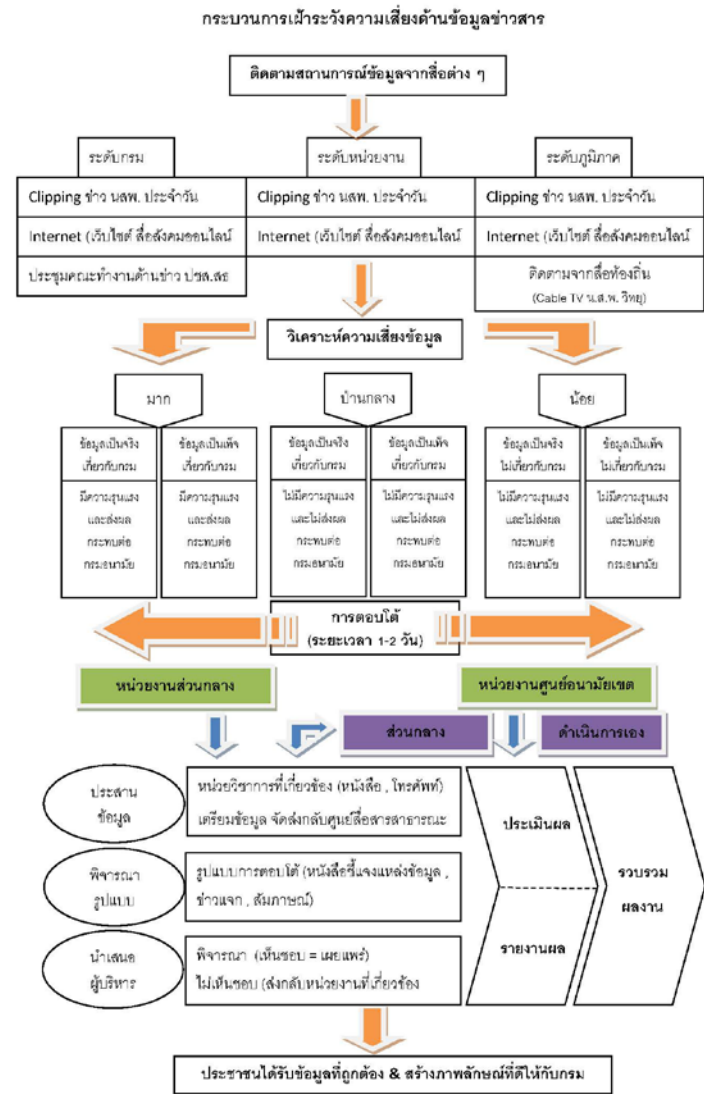 กระบวนการเฝ้าระวังความเสี่ยงด้านข้อมูลข่าวสาร
ติดตามสถานการณ์ข้อมูลจากสื่อต่าง ๆ
ระดับกรม
Clipping ข่าว นสพ. ประจำวัน
Internet (เว็บไซต์ สื่อสังคมออนไลน์
ประชุมคณะทำงานด้านข่าว ปชส.สธ
ระดับหน่วยงาน
Clipping ข่าว นสพ. ประจำวัน
Internet (เว็บไซต์ สื่อสังคมออนไลน์
ระดับภูมิภาค
Clipping ข่าว นสพ. ประจำวัน
Internet (เว็บไซต์ สื่อสังคมออนไลน์
ติดตามจากสื่อท้องถิ่น
(Cable TV น.ส.พ. วิทยุ)
วิเคราะห์ความเสี่ยงข้อมูล
มาก
ข้อมูลเป็นจริง
เกี่ยวกับกรม
มีความรุนแรง
และส่งผล
กระทบต่อ
กรมอนามัย
ข้อมูลเป็นเท็จ
เกี่ยวกับกรม
มีความรุนแรง
และส่งผล
กระทบต่อ
กรมอนามัย
ปานกลาง
ข้อมูลเป็นจริง
เกี่ยวกับกรม
ไม่มีความรุนแรง
และไม่ส่งผล
กระทบต่อ
กรมอนามัย
ข้อมูลเป็นเท็จ
เกี่ยวกับกรม
ไม่มีความรุนแรง
และไม่ส่งผล
กระทบต่อ
กรมอนามัย
น้อย
ข้อมูลเป็นจริง
ไม่เกี่ยวกับกรม
ไม่มีความรุนแรง
และไม่ส่งผล
กระทบต่อ
กรมอนามัย
ข้อมูลเป็นเท็จ
ไม่เกี่ยวกับกรม
ไม่มีความรุนแรง
และไม่ส่งผล
กระทบต่อ
กรมอนามัย
การตอบโต้
(ระยะเวลา 1-2 วัน)
หน่วยงานส่วนกลาง
หน่วยงานศูนย์อนามัยเขต
ส่วนกลาง
ดำเนินการเอง
ประสาน
ข้อมูล
หน่วยวิชาการที่เกี่ยวข้อง (หนังสือ , โทรศัพท์)
เตรียมข้อมูล จัดส่งกลับศูนย์สื่อสารสาธารณะ
พิจารณา
รูปแบบ
รูปแบบการตอบโต้ (หนังสือชี้แจงแหล่งข้อมูล ,
ข่าวแจก , สัมภาษณ์)
นำเสนอ
ผู้บริหาร
พิจารณา (เห็นชอบ = เผยแพร่)
ไม่เห็นชอบ (ส่งกลับหน่วยงานที่เกี่ยวข้อง
ประเมินผล
รายงานผล
รวบรวม
ผลงาน
ประชาชนได้รับข้อมูลที่ถูกต้อง & สร้างภาพลักษณ์ที่ดีให้กับกรม